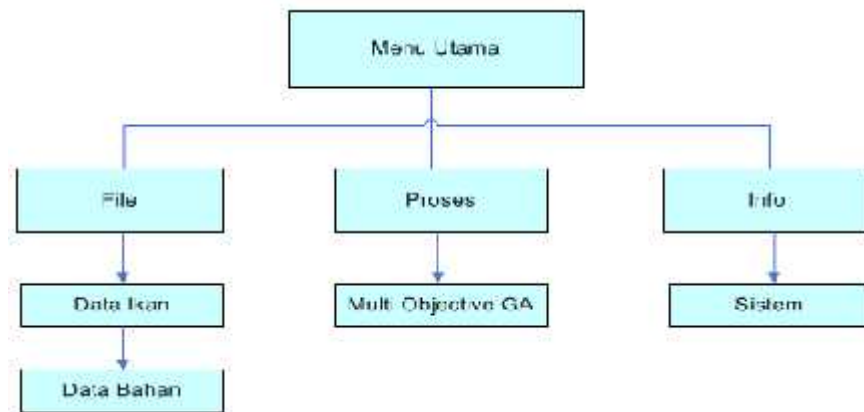 Menu Utama
File
Proses
Info
Data Ikan
Multi Objective GA
Sistem
Data Bahan